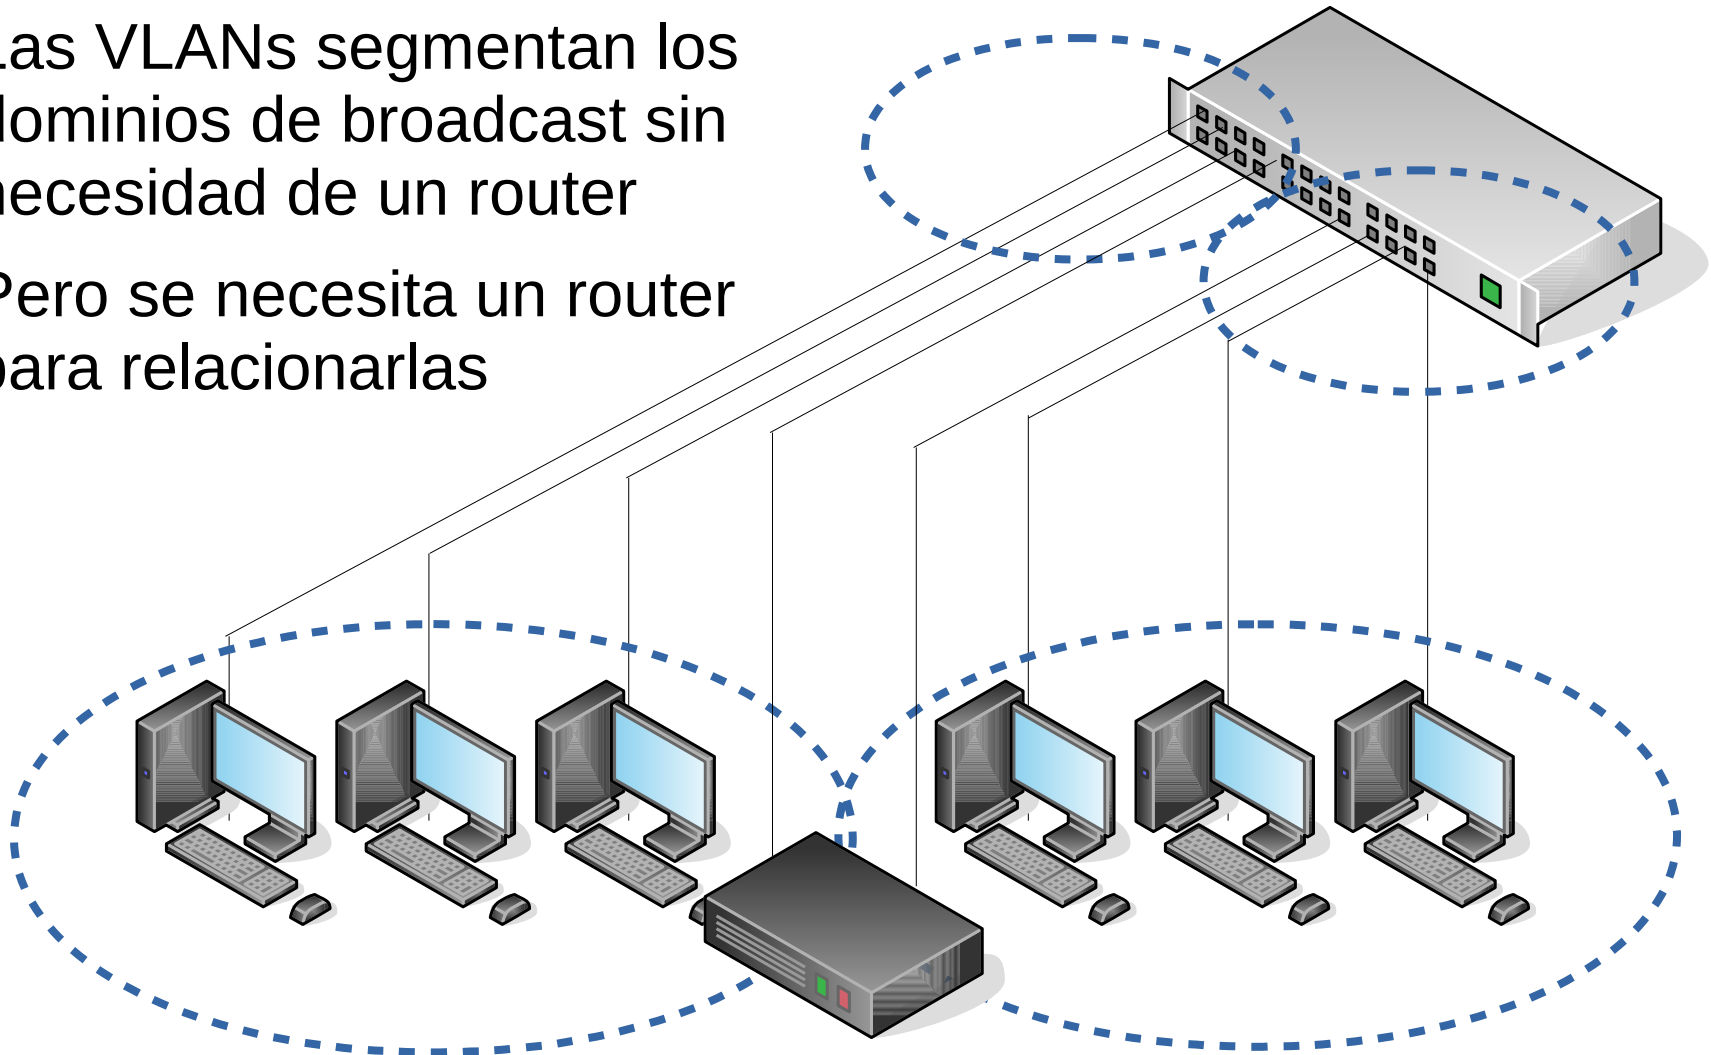 Las VLANs segmentan los
dominios de broadcast sin
necesidad de un router
Pero se necesita un router
para relacionarlas